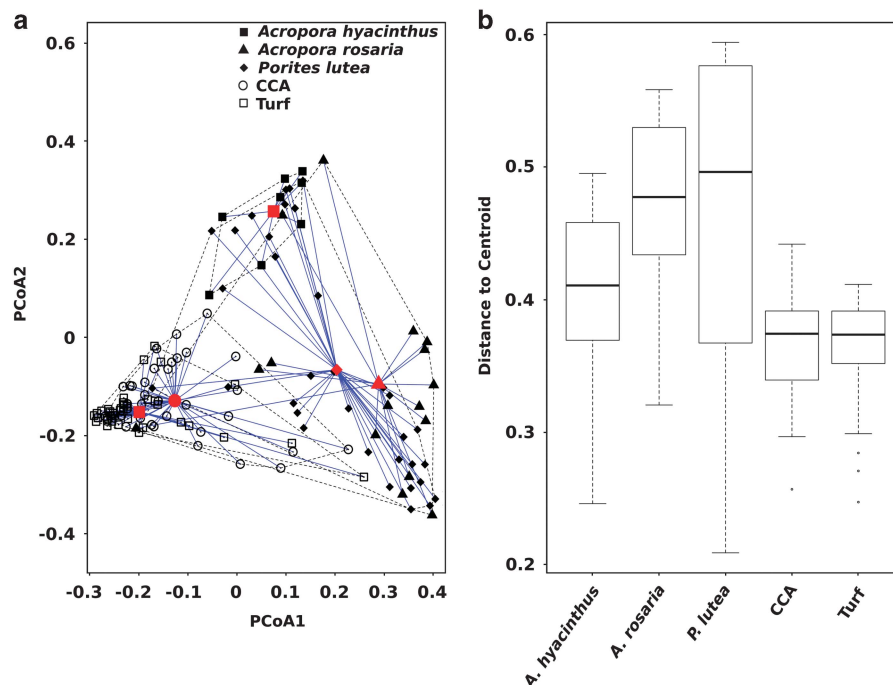 a
Acropora hyacinthus
Acropora rosaria
Porites lutea
CCA
Turf
PCoA2
0.6
0.4
0.2
0
-0.2
-0.4
-0.3 -0.2 -0.1 0 0.1 0.2 0.3 0.4
PCoA1
b
Distance to Centroid
0.6
0.5
0.4
0.3
0.2
A. hyacinthus
A. rosaria
P. lutea
CCA
Turf